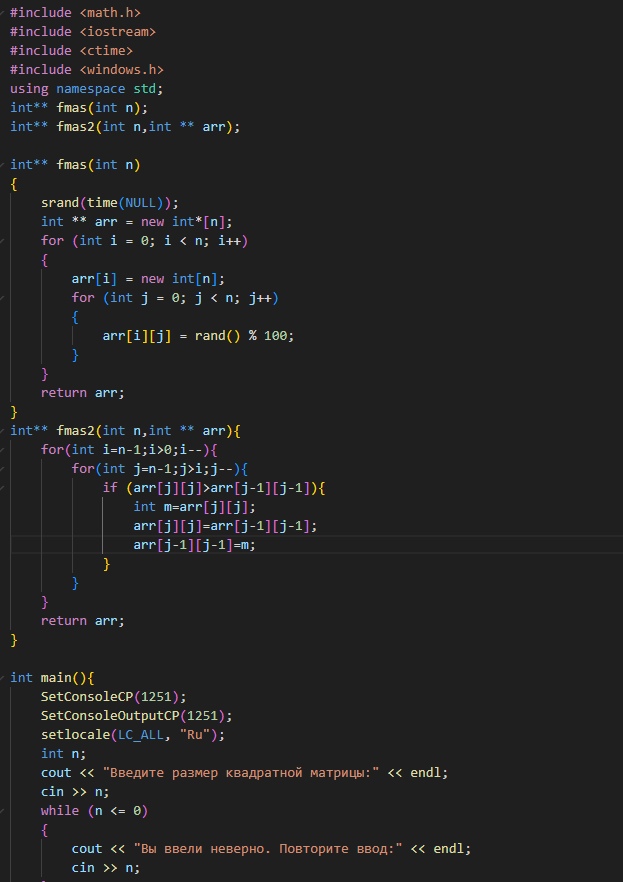 #include <math.h>
#include <iostream>
#include <ctime>
#include <windows.h>
using namespace std;
int** fmas(int n);
int** fmas2(int n,int ** arr);

int** fmas(int n)
{
    srand(time(NULL));
    int ** arr = new int*[n];
    for (int i = 0; i < n; i++)
    {
        arr[i] = new int[n];
        for (int j = 0; j < n; j++)
        {
            arr[i][j] = rand() % 100;
        }
    }
    return arr;
}
int** fmas2(int n,int ** arr){
    for(int i=n-1;i>0;i--){
        for(int j=n-1;j>i;j--){
            if (arr[j][j]>arr[j-1][j-1]){
                int m=arr[j][j];
                arr[j][j]=arr[j-1][j-1];
                arr[j-1][j-1]=m;
            }
        }
    }
    return arr;
}

int main(){
    SetConsoleCP(1251);
    SetConsoleOutputCP(1251);
    setlocale(LC_ALL, "Ru");
    int n;
    cout << "Введите размер квадратной матрицы:" << endl;
    cin >> n;
    while (n <= 0)
    {
        cout << "Вы ввели неверно. Повторите ввод:" << endl;
        cin >> n;